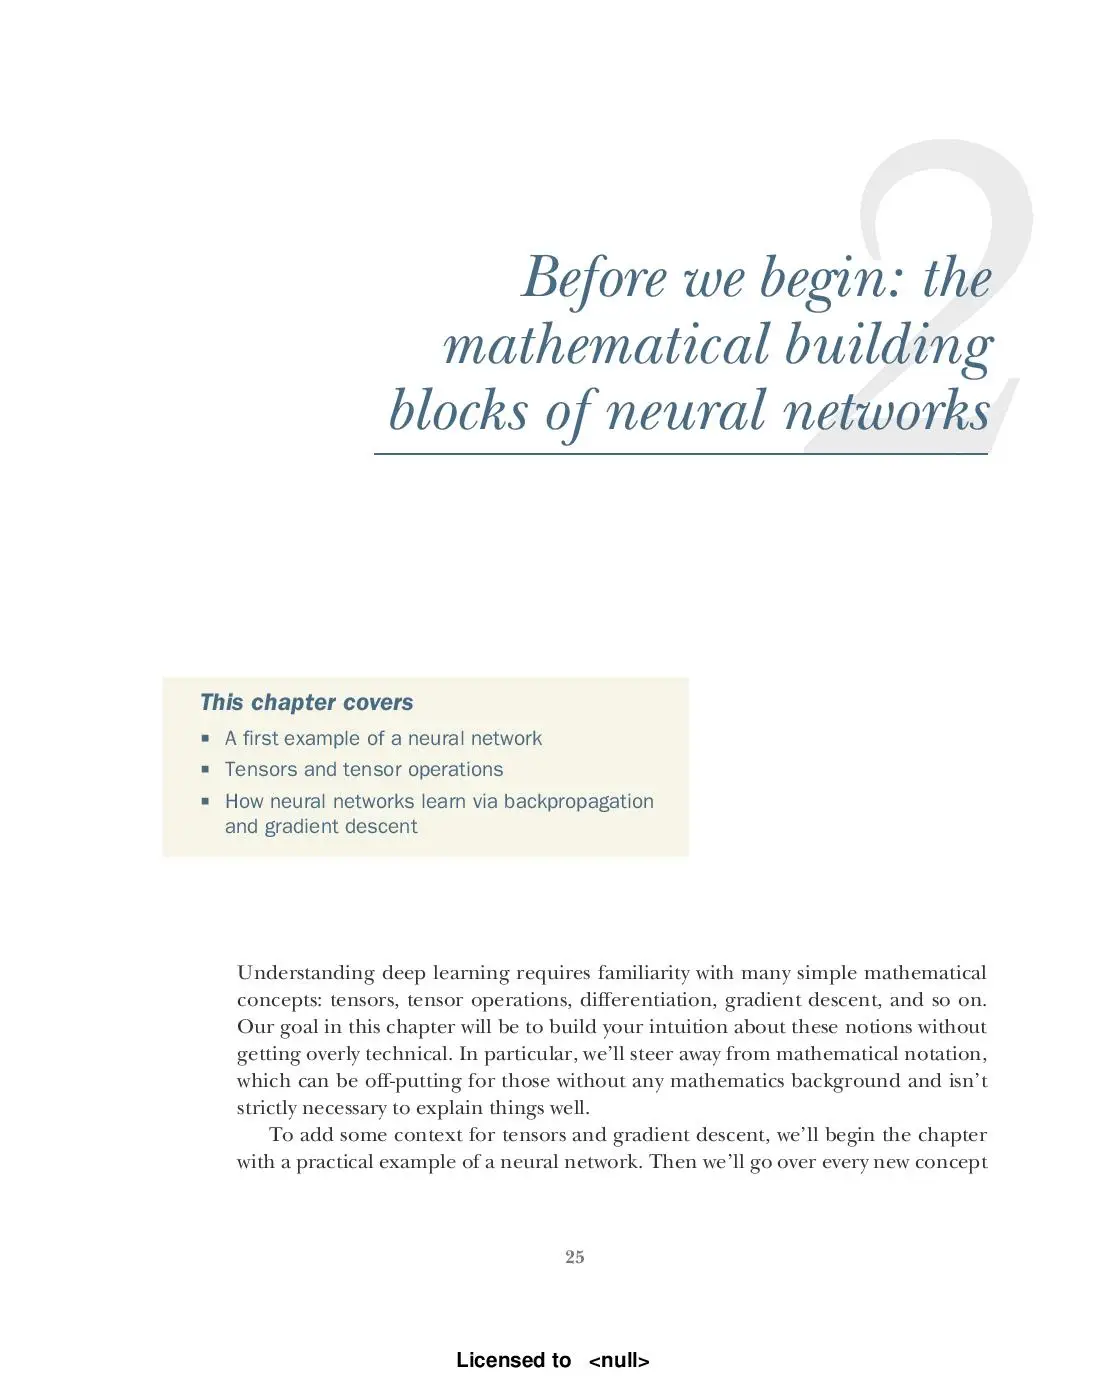 2
Before we begin: the
mathematical building
blocks of neural networks
This chapter covers
▪ A first example of a neural network
▪ Tensors and tensor operations
▪ How neural networks learn via backpropagation
and gradient descent
Understanding deep learning requires familiarity with many simple mathematical
concepts: tensors, tensor operations, differentiation, gradient descent, and so on.
Our goal in this chapter will be to build your intuition about these notions without
getting overly technical. In particular, we’ll steer away from mathematical notation,
which can be off-putting for those without any mathematics background and isn’t
strictly necessary to explain things well.
To add some context for tensors and gradient descent, we’ll begin the chapter
with a practical example of a neural network. Then we’ll go over every new concept
25
Licensed to <null>